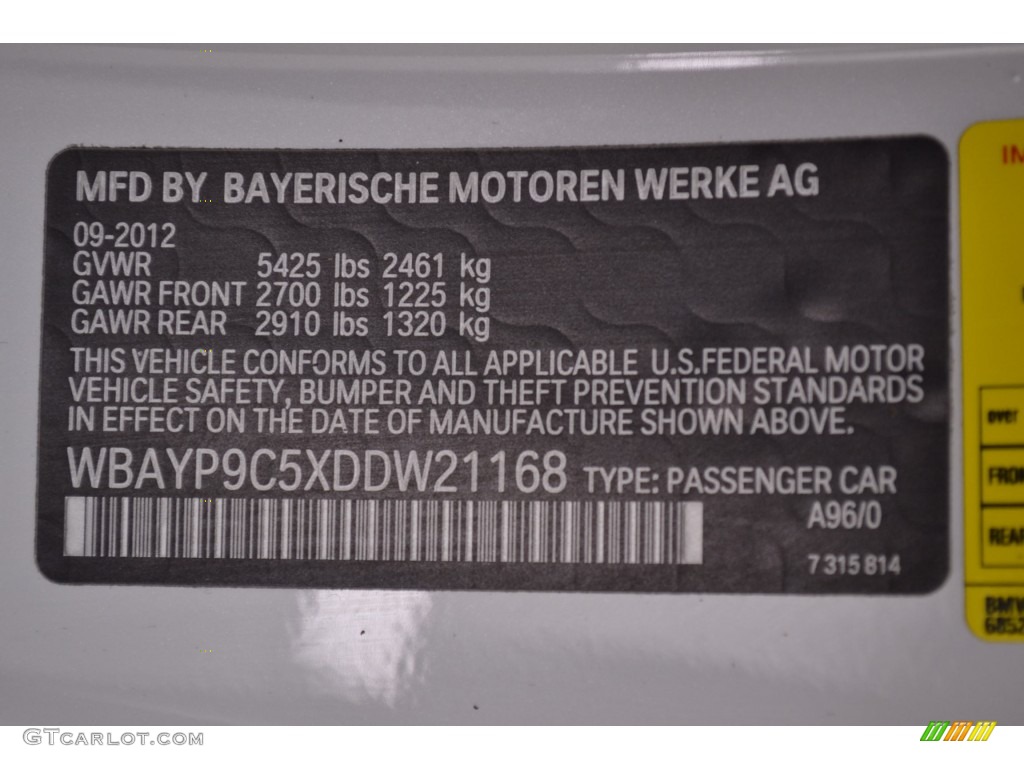 MFD BY BAYERISCHE MOTOREN WERKE AG
09-2012
GVWR 5425 lbs 2461 kg
GAWR FRONT 2700 lbs 1225 kg
GAWR REAR 2910 lbs 1320 kg
THIS VEHICLE CONFORMS TO ALL APPLICABLE U.S.FEDERAL MOTOR
VEHICLE SAFETY, BUMPER AND THEFT PREVENTION STANDARDS
IN EFFECT ON THE DATE OF MANUFACTURE SHOWN ABOVE.
WBAYP9C5XDDW21168 TYPE: PASSENGER CAR
A96/0
7 315 814
over
BMW
GTCARLOT.COM